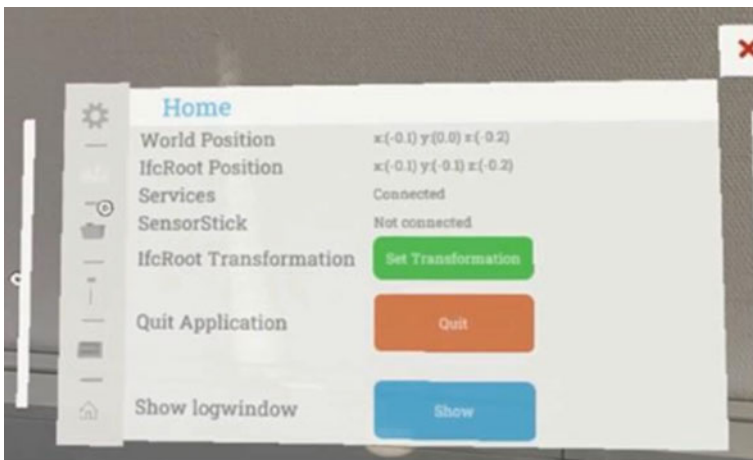 Home
World Position x:(-0.1) y:(0.0) z:(-0.2)
IfcRoot Position x:(-0.1) y:(-0.1) z:(-0.2)
Services Connected
SensorStick Not connected
IfcRoot Transformation Set Transformation
Quit Application Quit
Show logwindow Show